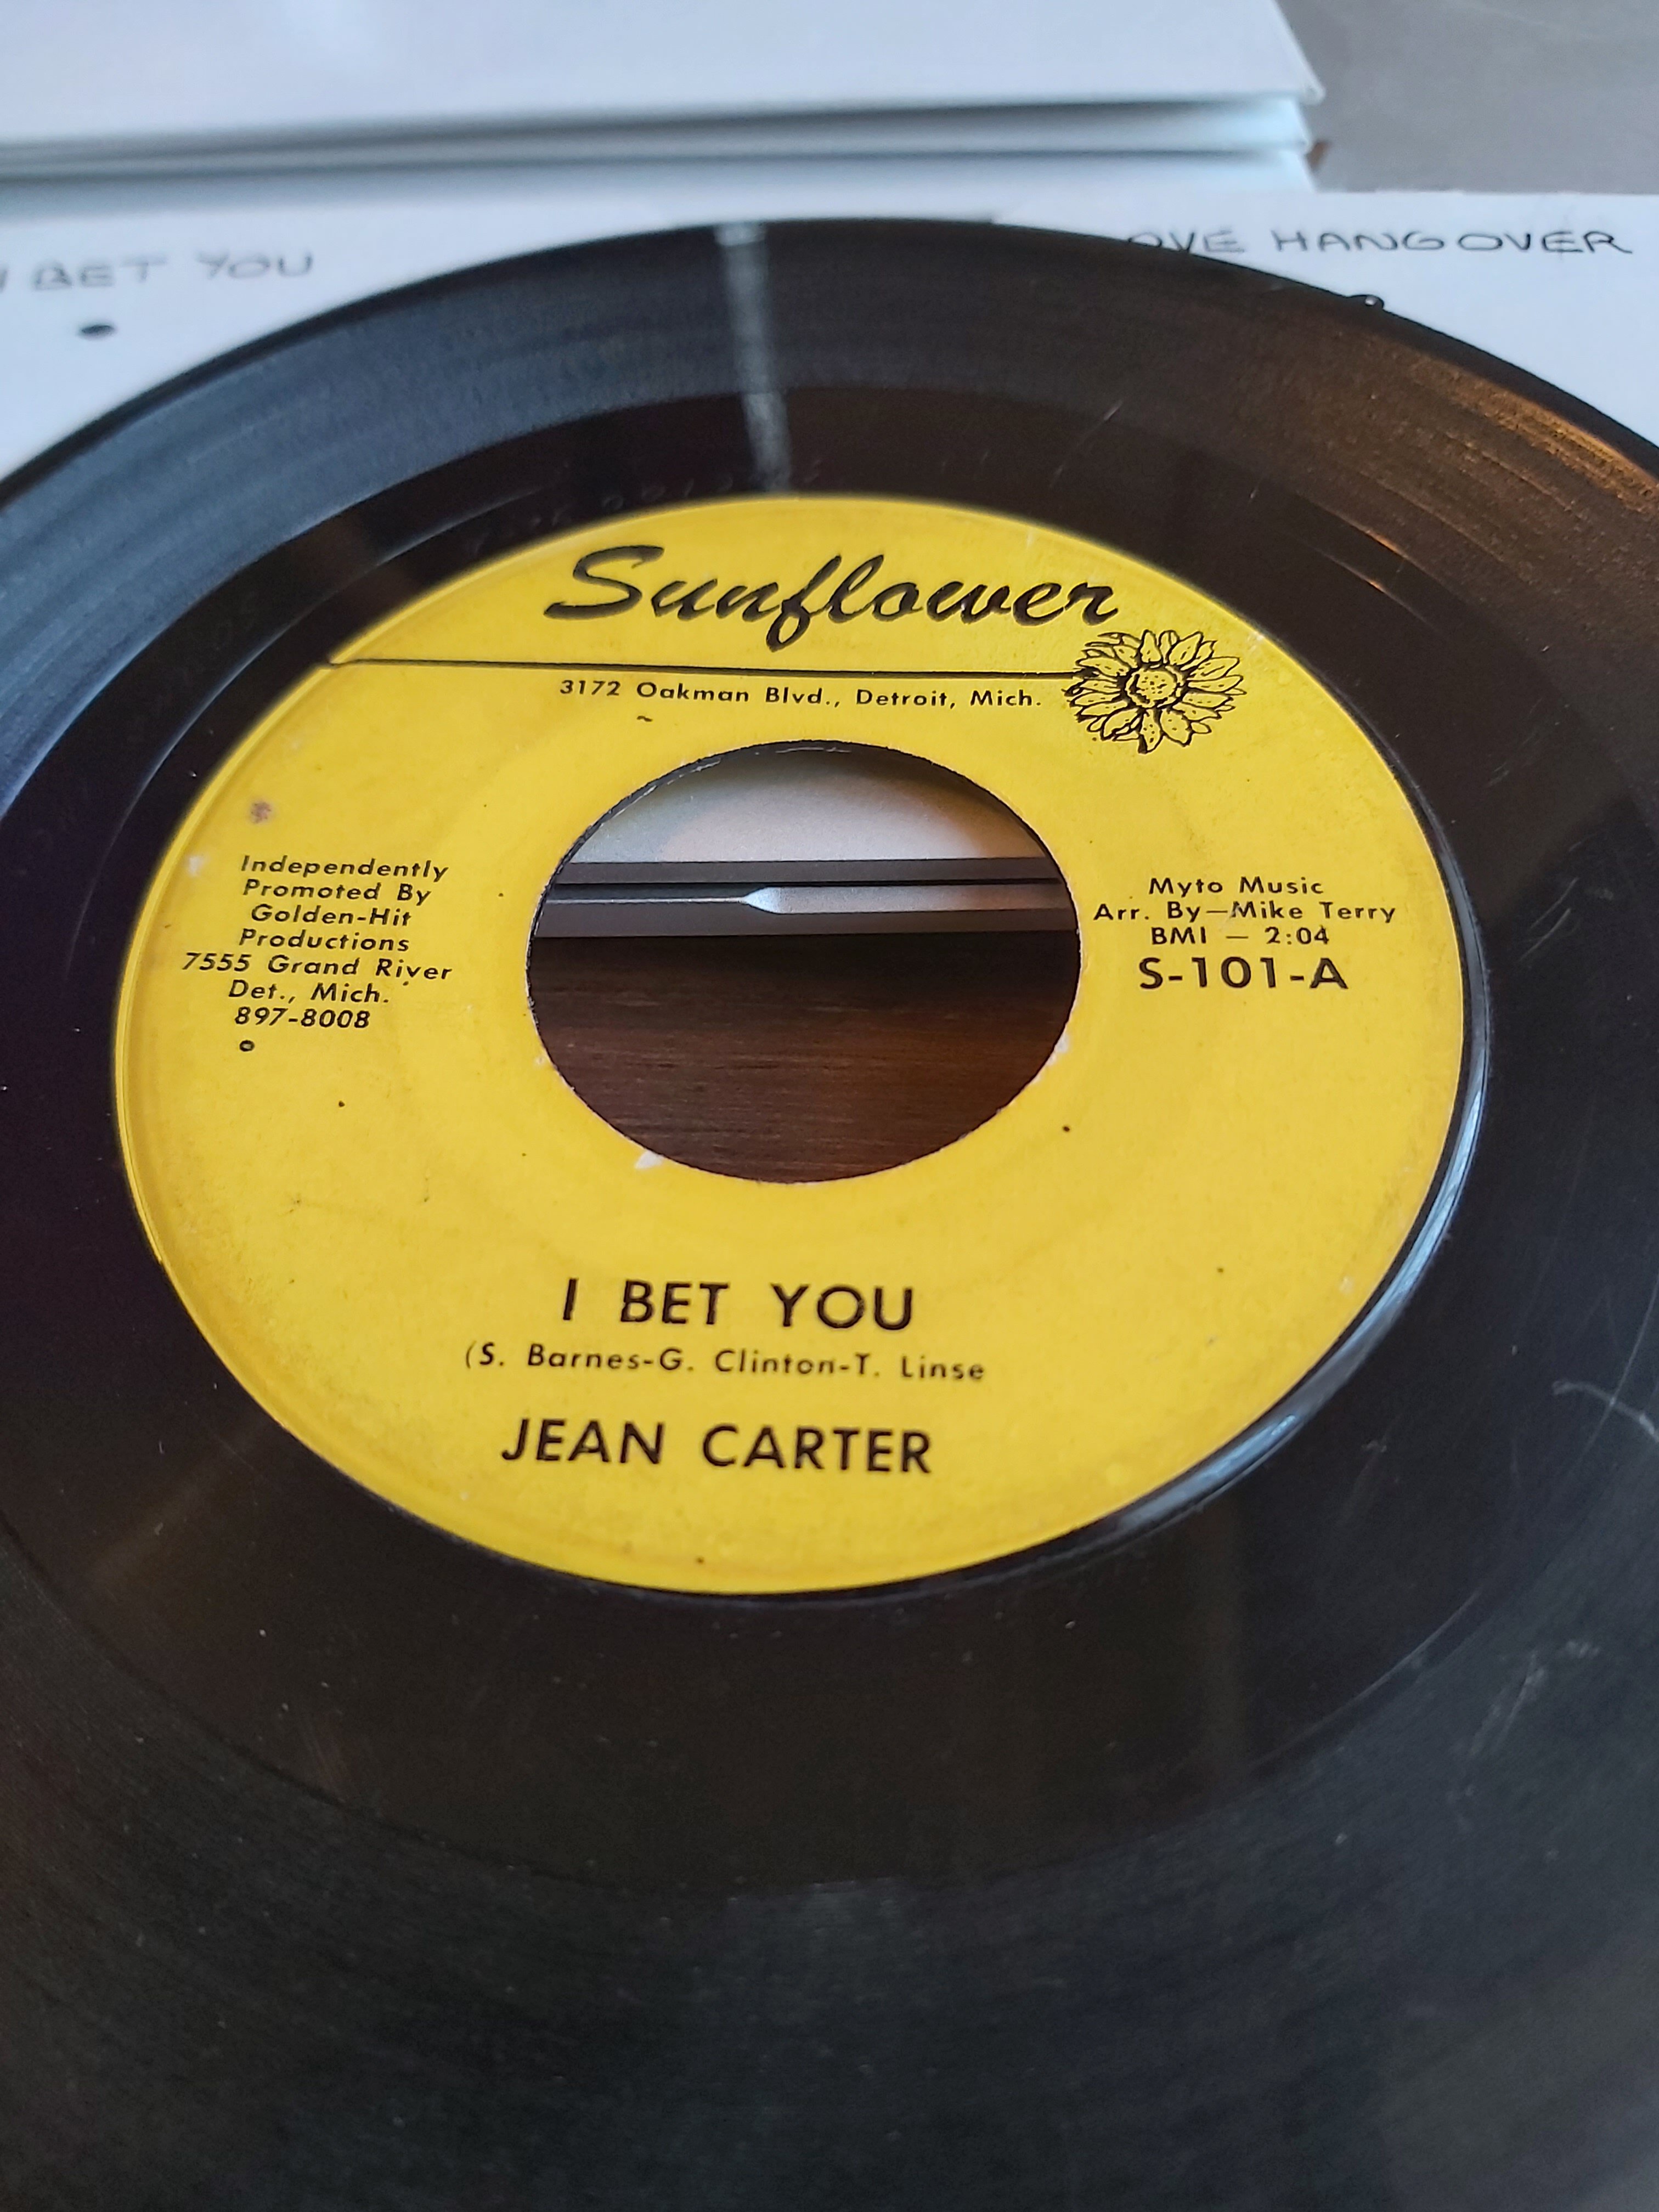 BET YOU
OVE HANGOVER
Sunflower
3172 Oakman Blvd., Detroit, Mich.
Independently
Promoted By
Golden-Hit
Productions
7555 Grand River
Det., Mich.
897-8008
Myto Music
Arr. By—Mike Terry
BMI — 2:04
S-101-A
I BET YOU
(S. Barnes-G. Clinton-T. Linse
JEAN CARTER